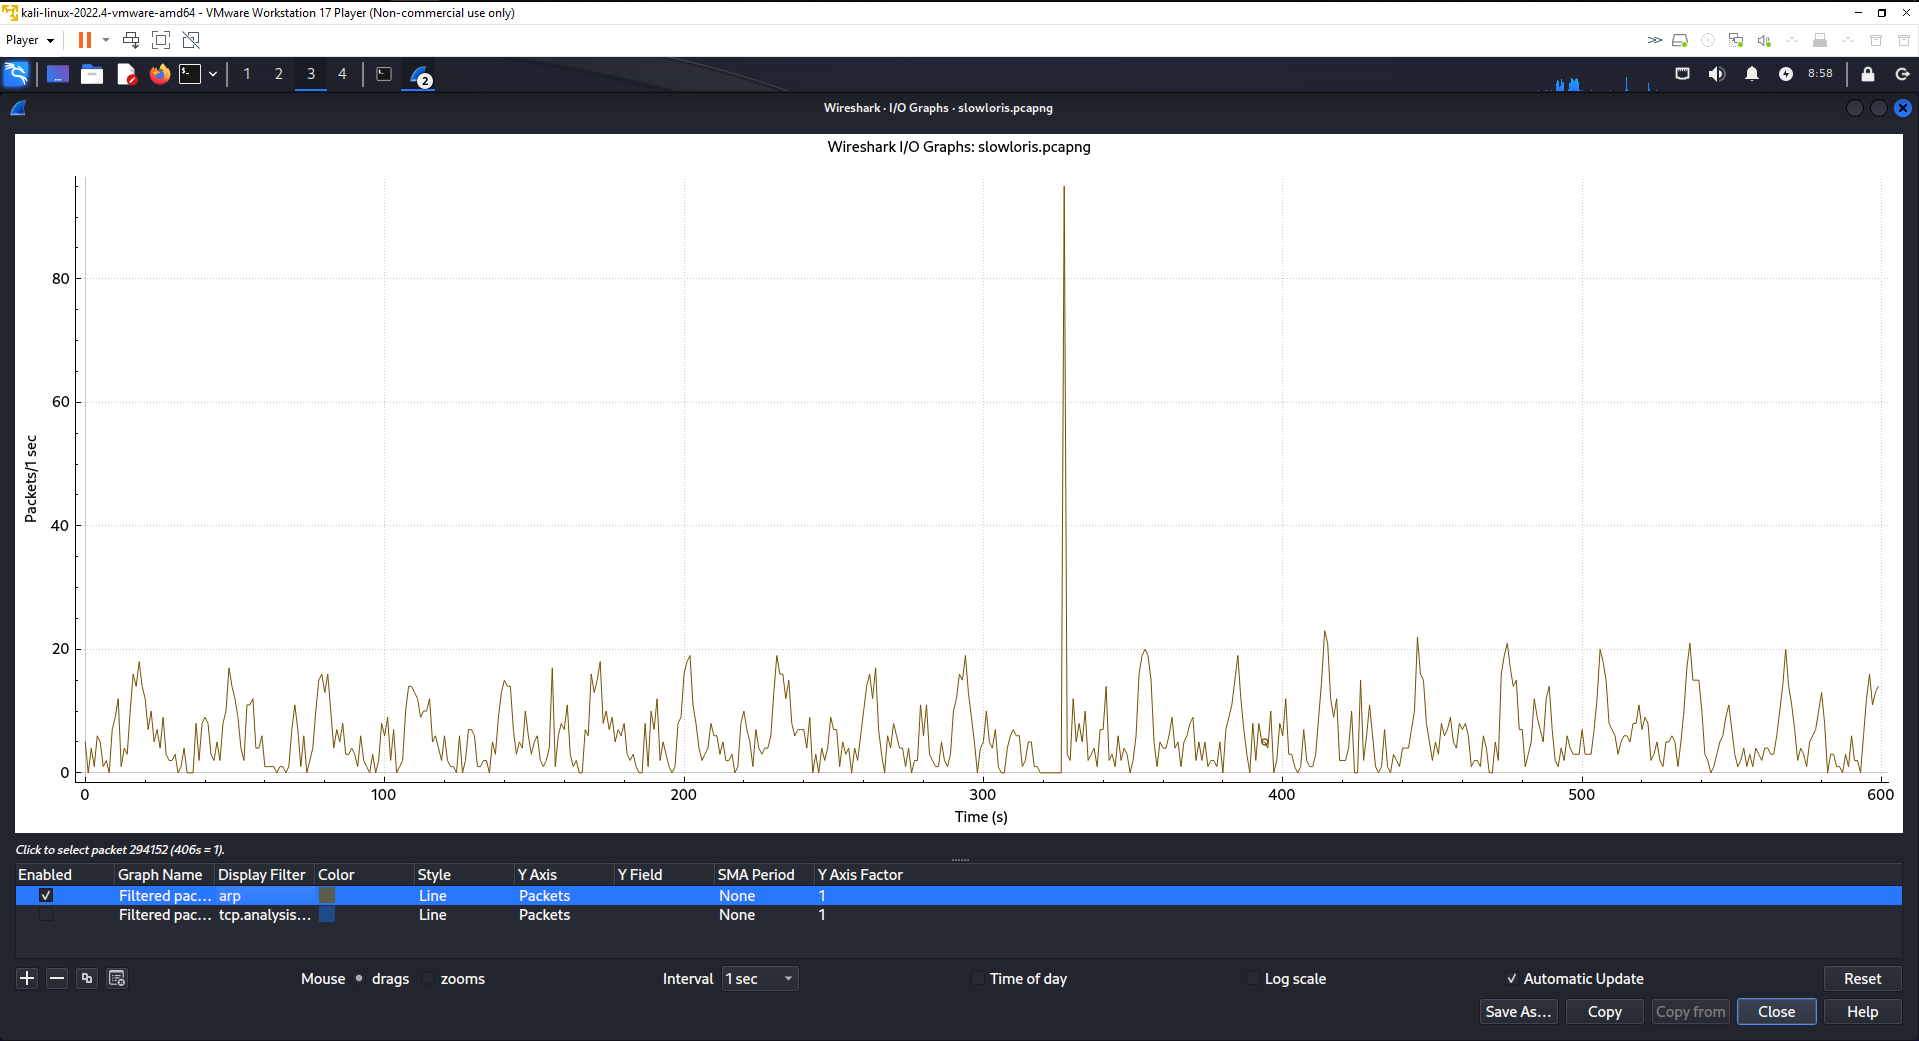 kali-linux-2022.4-vmware-amd64 - VMware Workstation 17 Player (Non-commercial use only)
Player
1 2 3 4 2 8:58
Wireshark · I/O Graphs · slowloris.pcapng
Wireshark I/O Graphs: slowloris.pcapng
80
60
40
20
0
Packets/1 sec
0 100 200 300 400 500 600
Time (s)
Click to select packet 294152 (406s = 1).
Enabled Graph Name Display Filter Color Style Y Axis Y Field SMA Period Y Axis Factor
Filtered pac... arp Line Packets None 1
Filtered pac... tcp.analysis... Line Packets None 1
Mouse drags zooms Interval 1 sec Time of day Log scale Automatic Update Reset
Save As... Copy Copy from Close Help